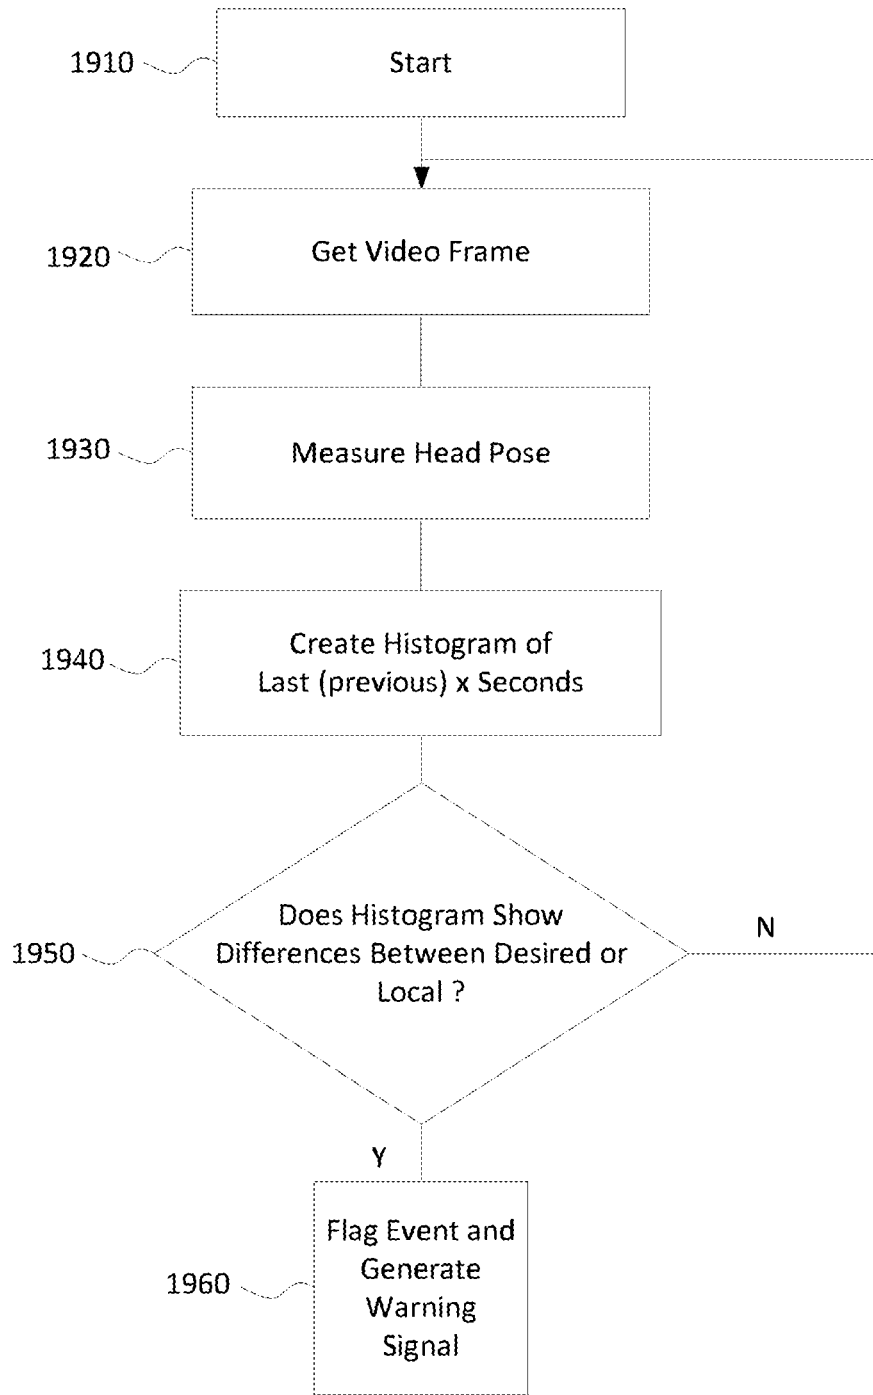 1910
Start
1920
Get Video Frame
1930
Measure Head Pose
1940
Create Histogram of
Last (previous) x Seconds
1950
Does Histogram Show
Differences Between Desired or
Local ?
N
Y
1960
Flag Event and
Generate
Warning
Signal